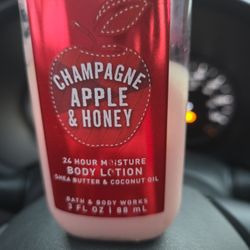 CHAMPAGNE
APPLE
& HONEY
24 HOUR MOISTURE
BODY LOTION
SHEA BUTTER & COCONUT OIL
BATH & BODY WORKS
3 FL OZ | 88 mL